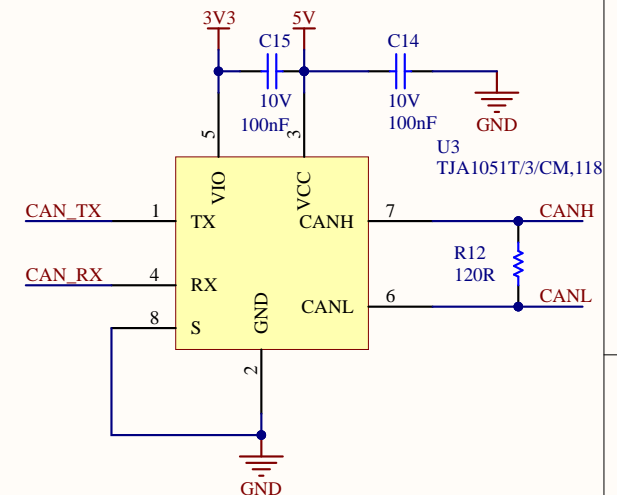 3V3
5V
C15
C14
10V
100nF
10V
100nF
GND
U3
TJA1051T/3/CM,118
5
3
VIO
VCC
CAN_TX
1
TX
CANH
7
CANH
R12
120R
CAN_RX
4
RX
CANL
6
CANL
8
S
GND
2
GND